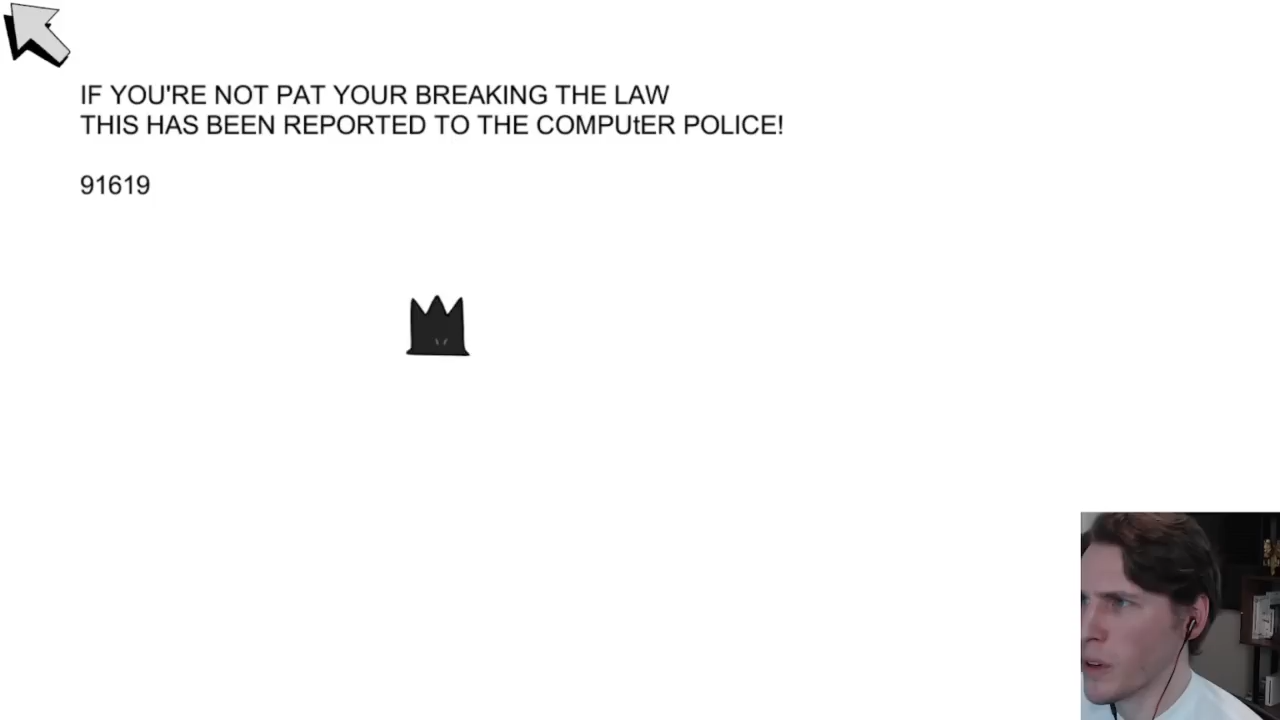 IF YOU'RE NOT PAT YOUR BREAKING THE LAW
THIS HAS BEEN REPORTED TO THE COMPUtER POLICE!
91619